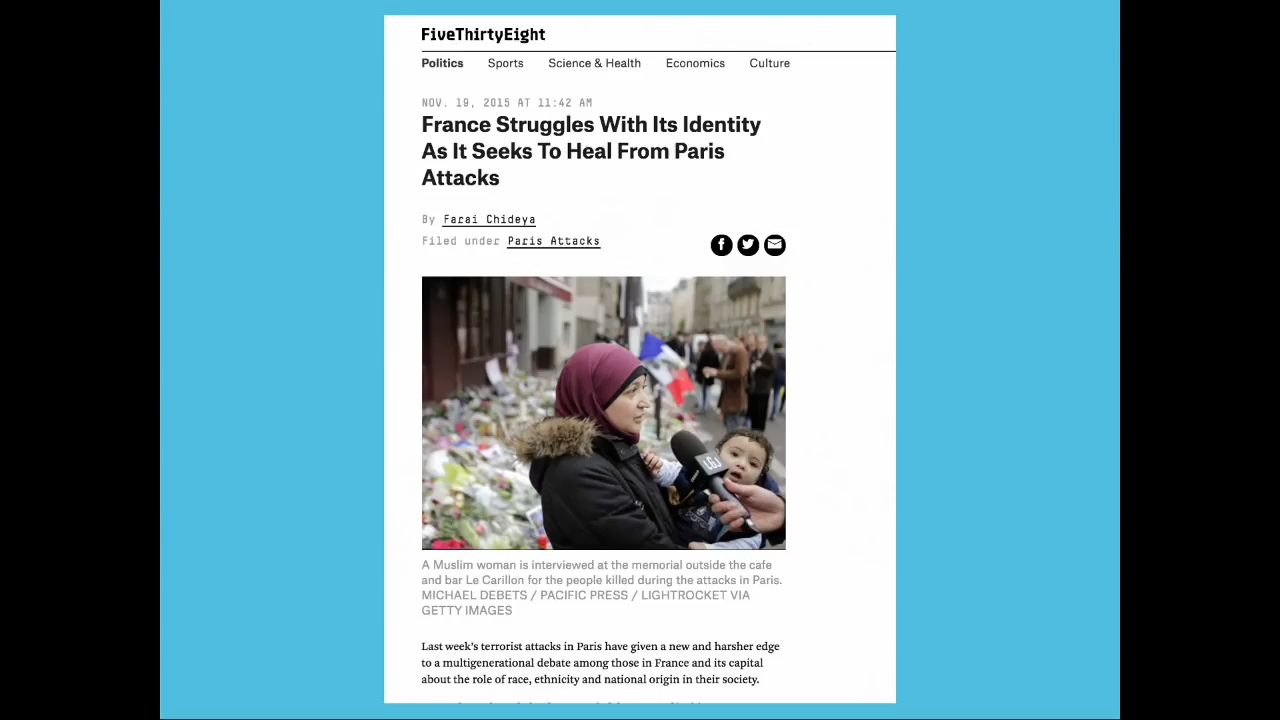 FiveThirtyEight
Politics Sports Science & Health Economics Culture
NOV. 19, 2015 AT 11:42 AM
France Struggles With Its Identity
As It Seeks To Heal From Paris
Attacks
By Farai Chideya
Filed under Paris Attacks
LCI
A Muslim woman is interviewed at the memorial outside the cafe
and bar Le Carillon for the people killed during the attacks in Paris.
MICHAEL DEBETS / PACIFIC PRESS / LIGHTROCKET VIA
GETTY IMAGES
Last week's terrorist attacks in Paris have given a new and harsher edge
to a multigenerational debate among those in France and its capital
about the role of race, ethnicity and national origin in their society.